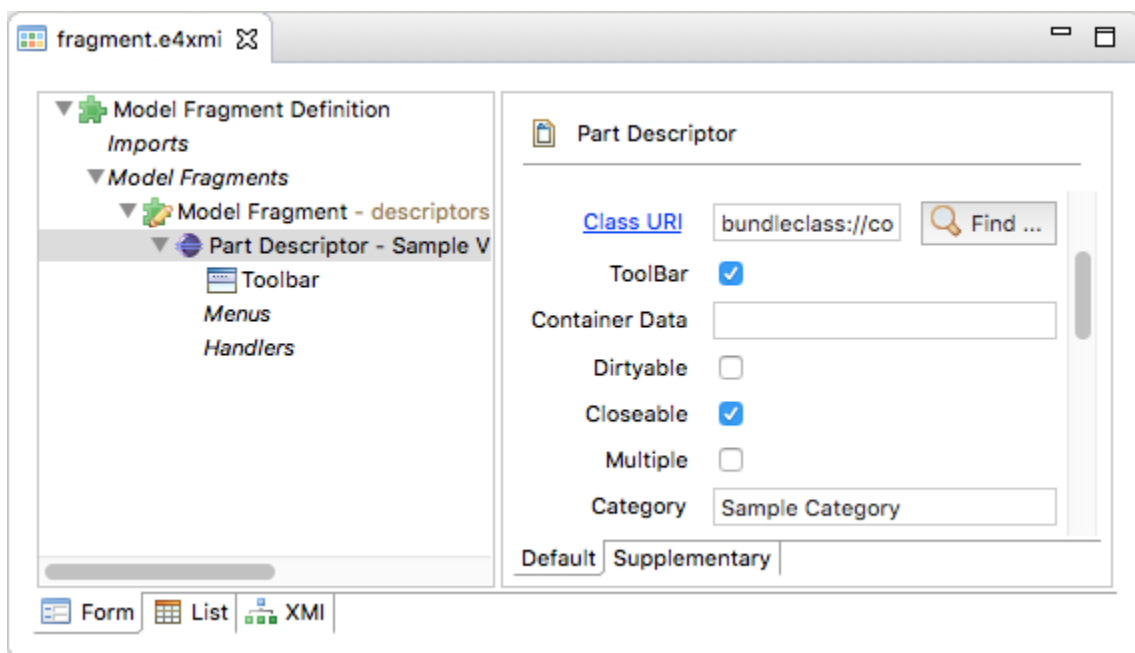 fragment.e4xmi
Model Fragment Definition
Imports
Model Fragments
Model Fragment - descriptors
Part Descriptor - Sample V
Toolbar
Menus
Handlers
Part Descriptor
Class URI bundleclass://co Find ...
ToolBar
Container Data
Dirtyable
Closeable
Multiple
Category Sample Category
Default Supplementary
Form List XMI